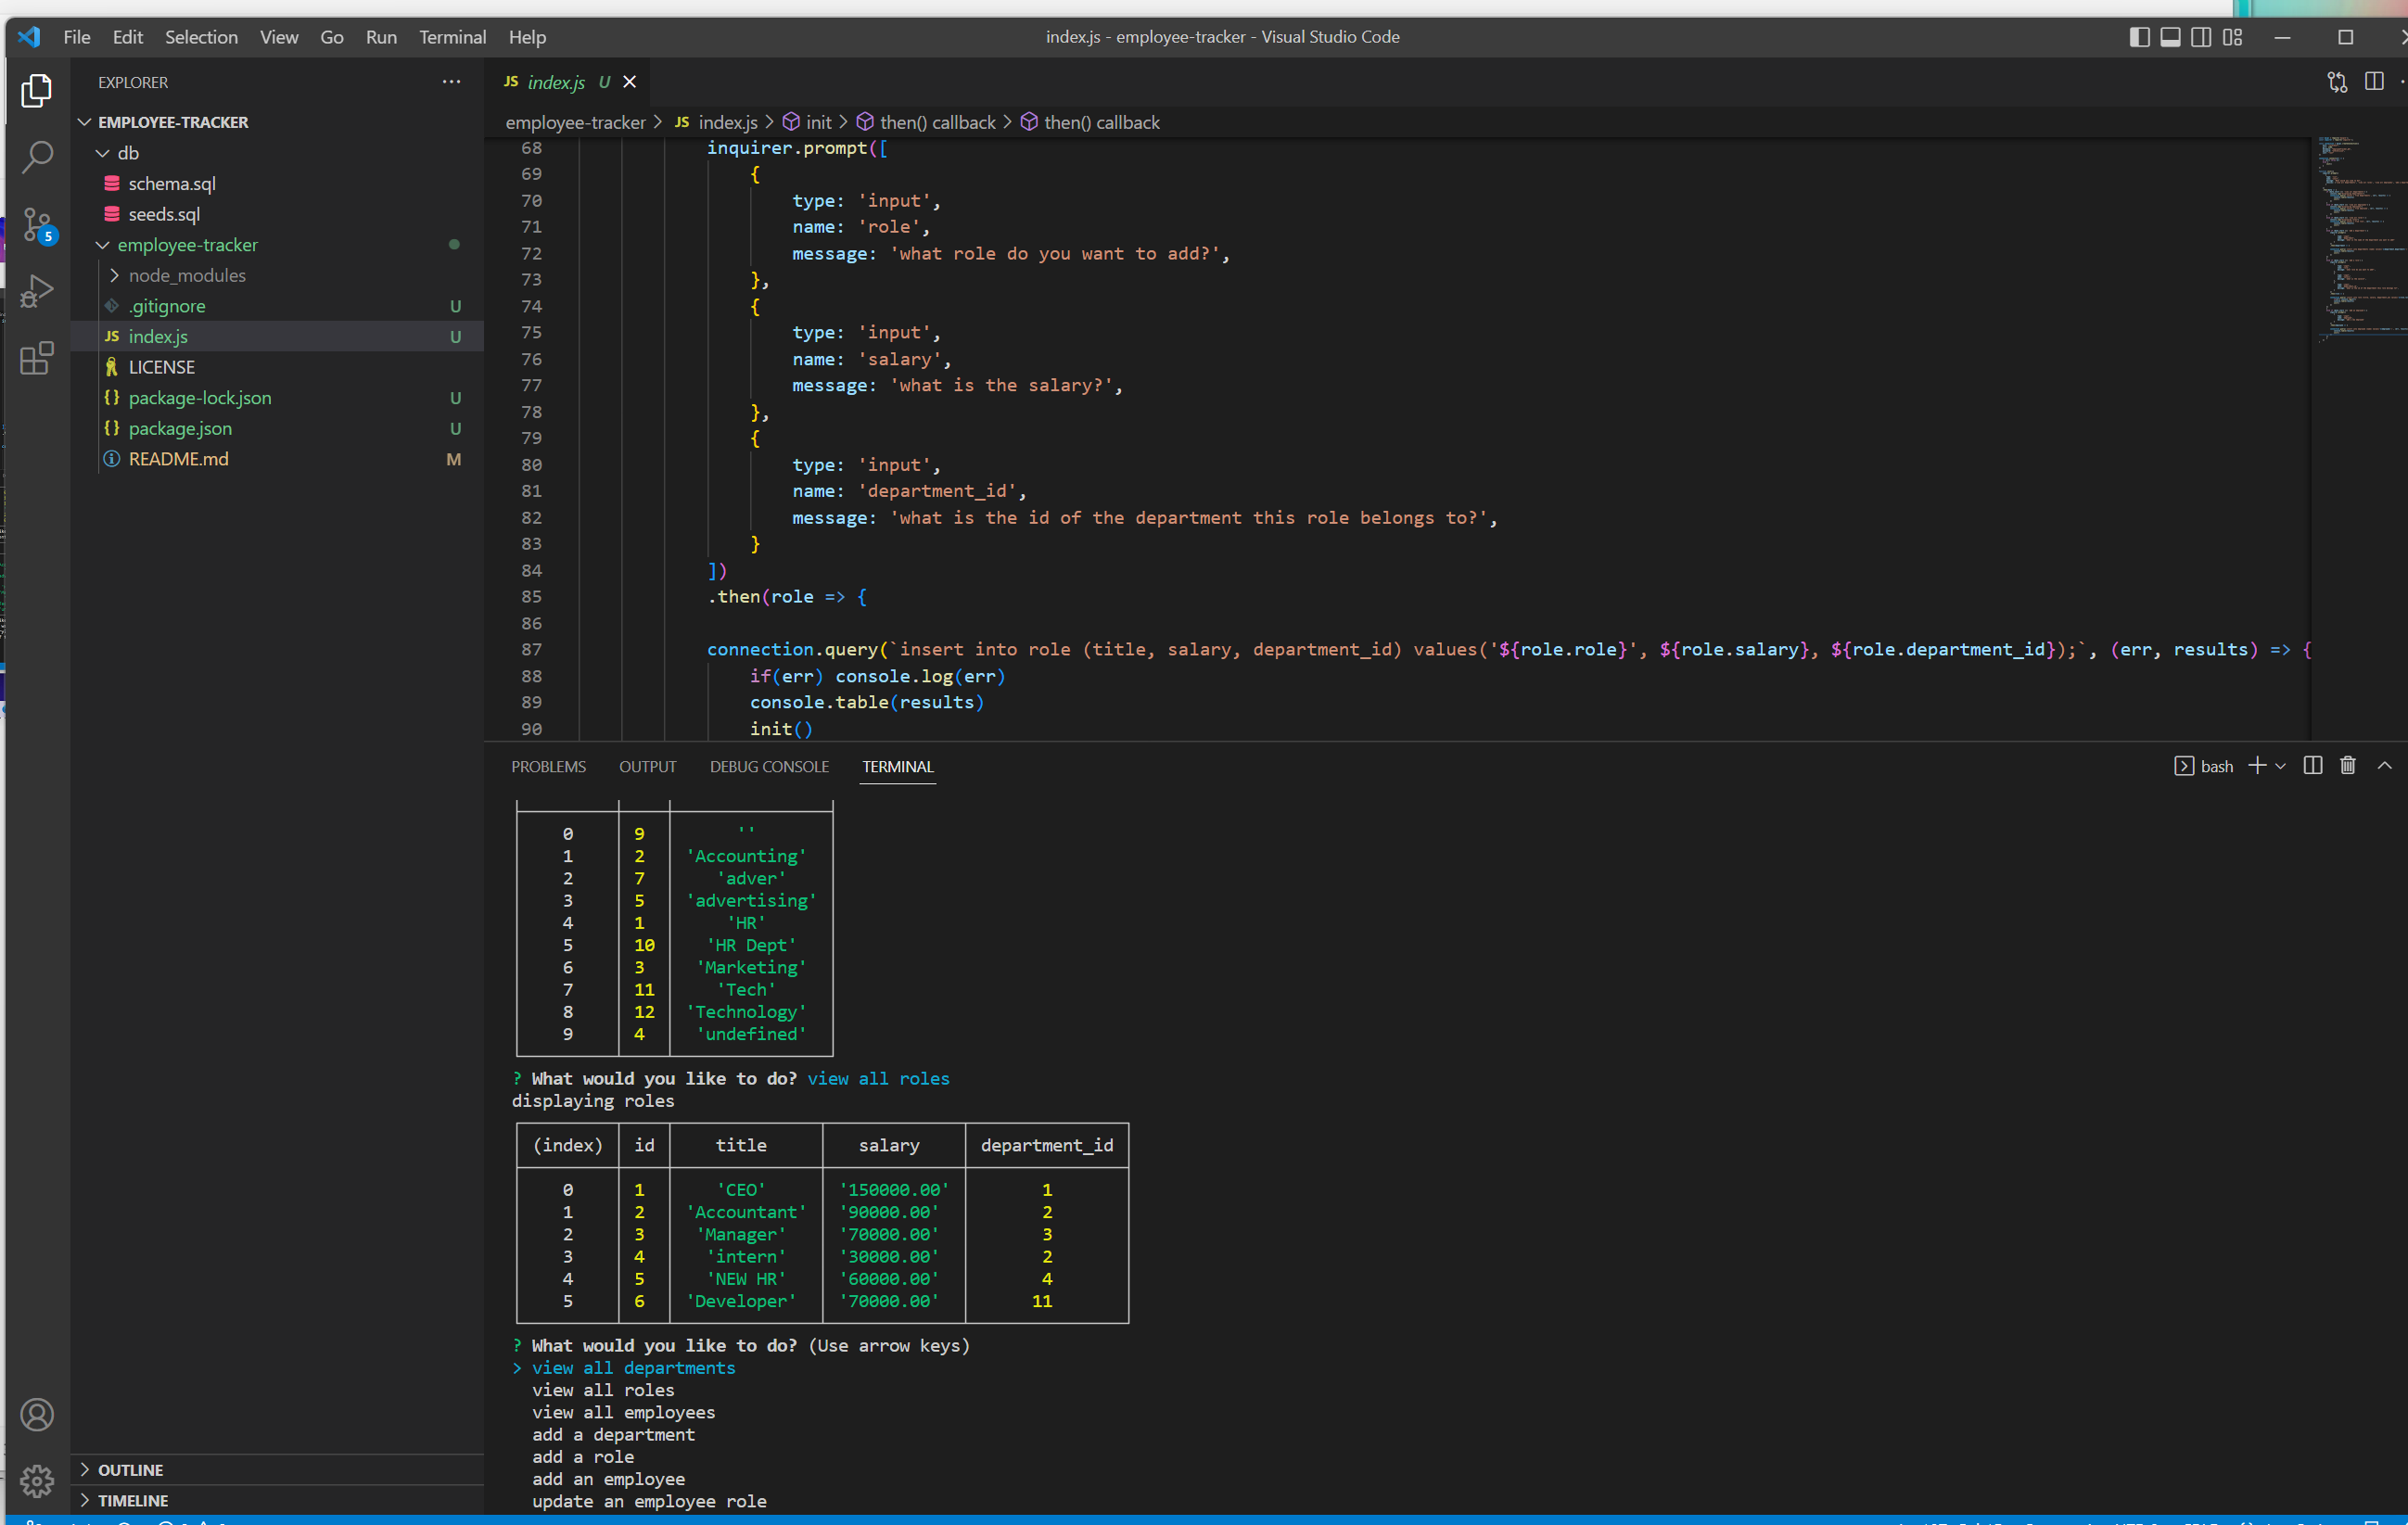 File Edit Selection View Go Run Terminal Help
index.js - employee-tracker - Visual Studio Code
EXPLORER
EMPLOYEE-TRACKER
db
schema.sql
seeds.sql
employee-tracker
node_modules
.gitignore U
JS index.js U
LICENSE
{} package-lock.json U
{} package.json U
README.md M
5
OUTLINE
TIMELINE
JS index.js U
employee-tracker > JS index.js > init > then() callback > then() callback
68 inquirer.prompt([
69 {
70 type: 'input',
71 name: 'role',
72 message: 'what role do you want to add?',
73 },
74 {
75 type: 'input',
76 name: 'salary',
77 message: 'what is the salary?',
78 },
79 {
80 type: 'input',
81 name: 'department_id',
82 message: 'what is the id of the department this role belongs to?',
83 }
84 ])
85 .then(role => {
86
87 connection.query(`insert into role (title, salary, department_id) values('${role.role}', ${role.salary}, ${role.department_id});`, (err, results) => {
88 if(err) console.log(err)
89 console.table(results)
90 init()
PROBLEMS OUTPUT DEBUG CONSOLE TERMINAL
bash
0 9 ''
1 2 'Accounting'
2 7 'adver'
3 5 'advertising'
4 1 'HR'
5 10 'HR Dept'
6 3 'Marketing'
7 11 'Tech'
8 12 'Technology'
9 4 'undefined'
? What would you like to do? view all roles
displaying roles
(index) id title salary department_id
0 1 'CEO' '150000.00' 1
1 2 'Accountant' '90000.00' 2
2 3 'Manager' '70000.00' 3
3 4 'intern' '30000.00' 2
4 5 'NEW HR' '60000.00' 4
5 6 'Developer' '70000.00' 11
? What would you like to do? (Use arrow keys)
> view all departments
view all roles
view all employees
add a department
add a role
add an employee
update an employee role